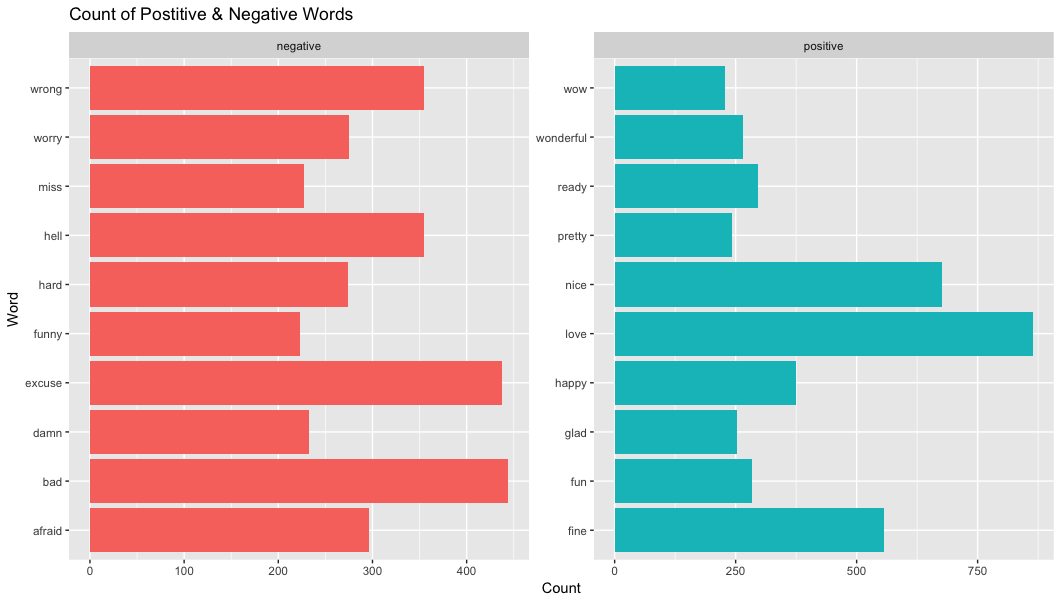 Count of Postitive & Negative Words
negative
positive
Word
wrong
worry
miss
hell
hard
funny
excuse
damn
bad
afraid
0 100 200 300 400
wow
wonderful
ready
pretty
nice
love
happy
glad
fun
fine
0 250 500 750
Count